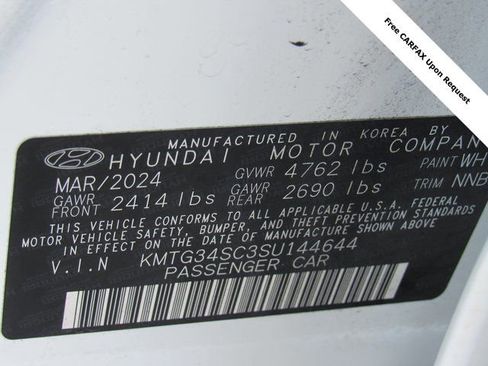 Free CARFAX Upon Request
MANUFACTURED IN KOREA BY
HYUNDAI MOTOR COMPAN
MAR/2024 GVWR 4762 lbs PAINT WH
GAWR FRONT 2414 lbs GAWR REAR 2690 lbs TRIM NNB
THIS VEHICLE CONFORMS TO ALL APPLICABLE U.S.A. FEDERAL
MOTOR VEHICLE SAFETY, BUMPER, AND THEFT PREVENTION STANDARDS
IN EFFECT ON THE DATE OF MANUFACTURE SHOWN ABOVE.
V.I.N KMTG34SC3SU144644
PASSENGER CAR